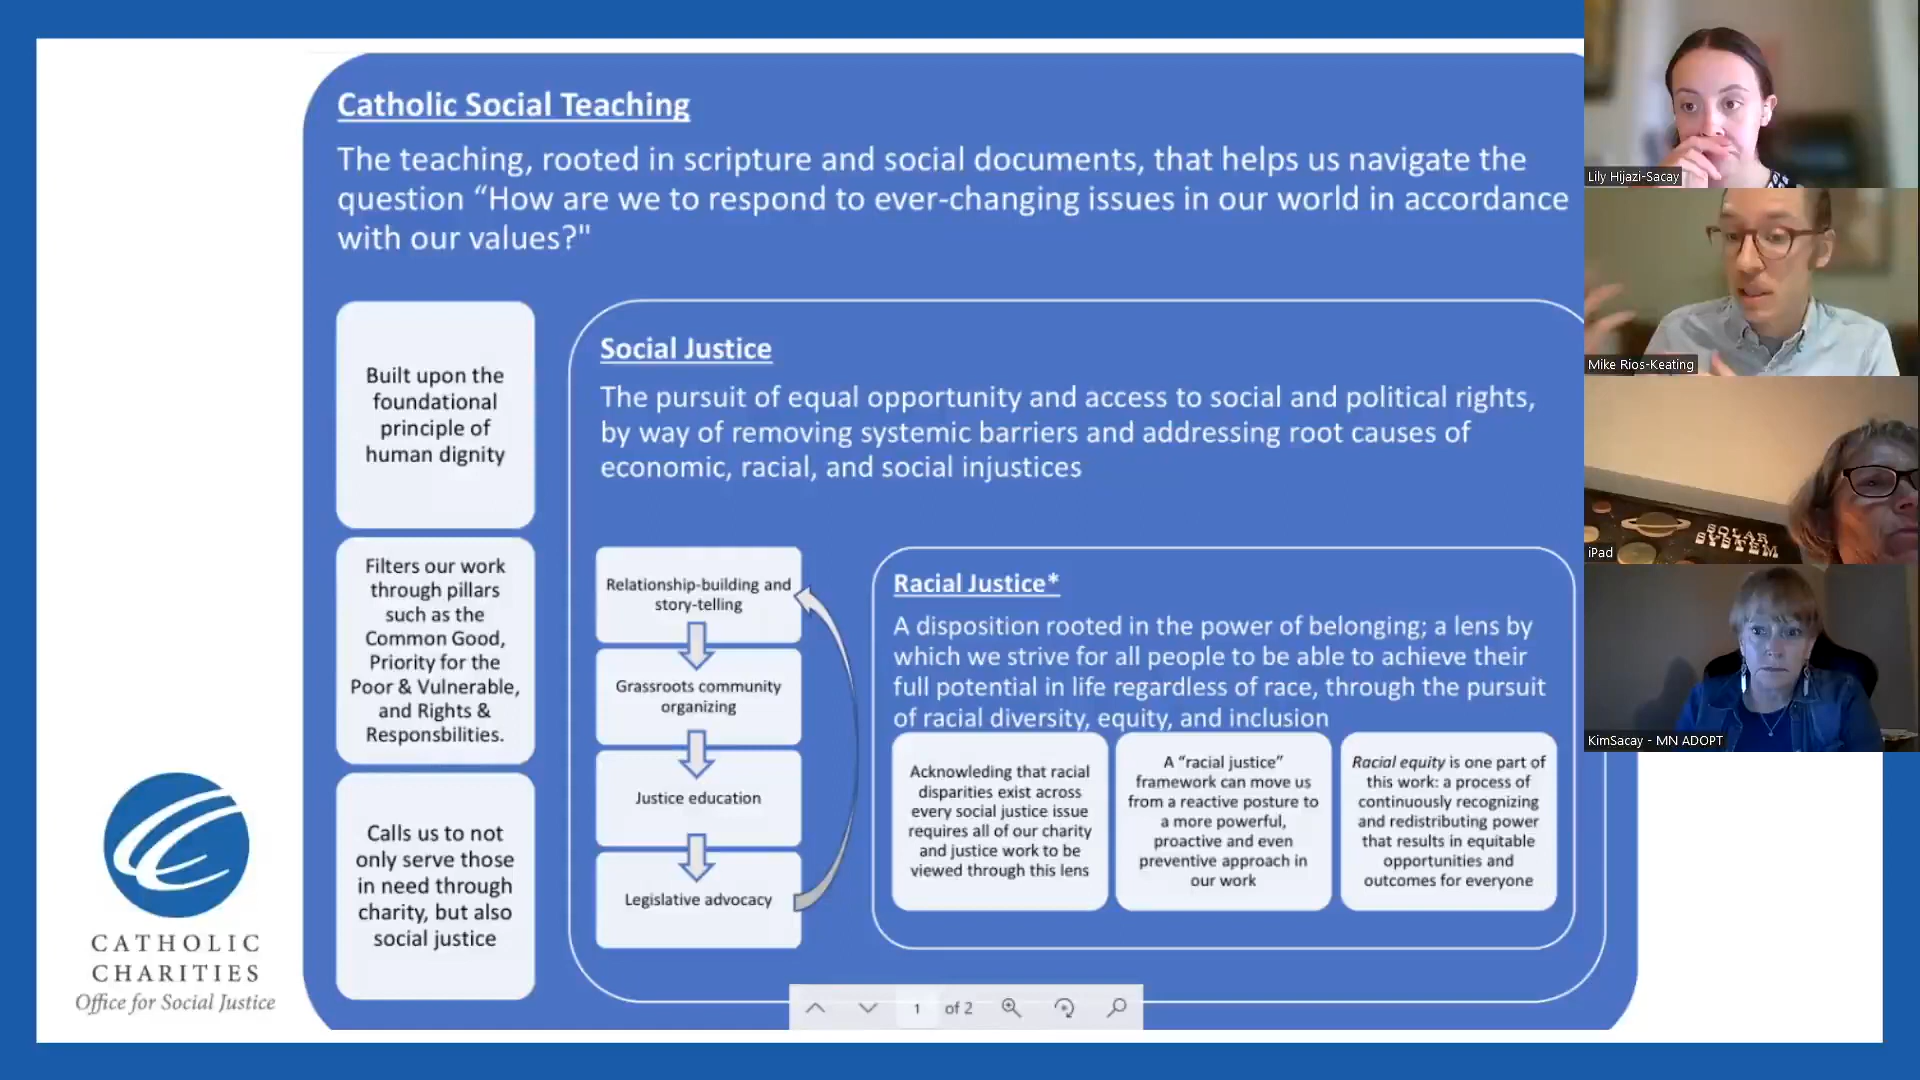 Catholic Social Teaching
The teaching, rooted in scripture and social documents, that helps us navigate the
question “How are we to respond to ever-changing issues in our world in accordance
with our values?"
Built upon the
foundational
principle of
human dignity
Filters our work
through pillars
such as the
Common Good,
Priority for the
Poor & Vulnerable,
and Rights &
Responsbilities.
Calls us to not
only serve those
in need through
charity, but also
social justice
Social Justice
The pursuit of equal opportunity and access to social and political rights,
by way of removing systemic barriers and addressing root causes of
economic, racial, and social injustices
Relationship-building and
story-telling
Grassroots community
organizing
Justice education
Legislative advocacy
Racial Justice*
A disposition rooted in the power of belonging; a lens by
which we strive for all people to be able to achieve their
full potential in life regardless of race, through the pursuit
of racial diversity, equity, and inclusion
Acknowleding that racial
disparities exist across
every social justice issue
requires all of our charity
and justice work to be
viewed through this lens
A “racial justice”
framework can move us
from a reactive posture to
a more powerful,
proactive and even
preventive approach in
our work
Racial equity is one part of
this work: a process of
continuously recognizing
and redistributing power
that results in equitable
opportunities and
outcomes for everyone
CATHOLIC
CHARITIES
Office for Social Justice
1 of 2
Lily Hijazi-Sacay
Mike Rios-Keating
SOLAR
SYSTEM
iPad
KimSacay - MN ADOPT